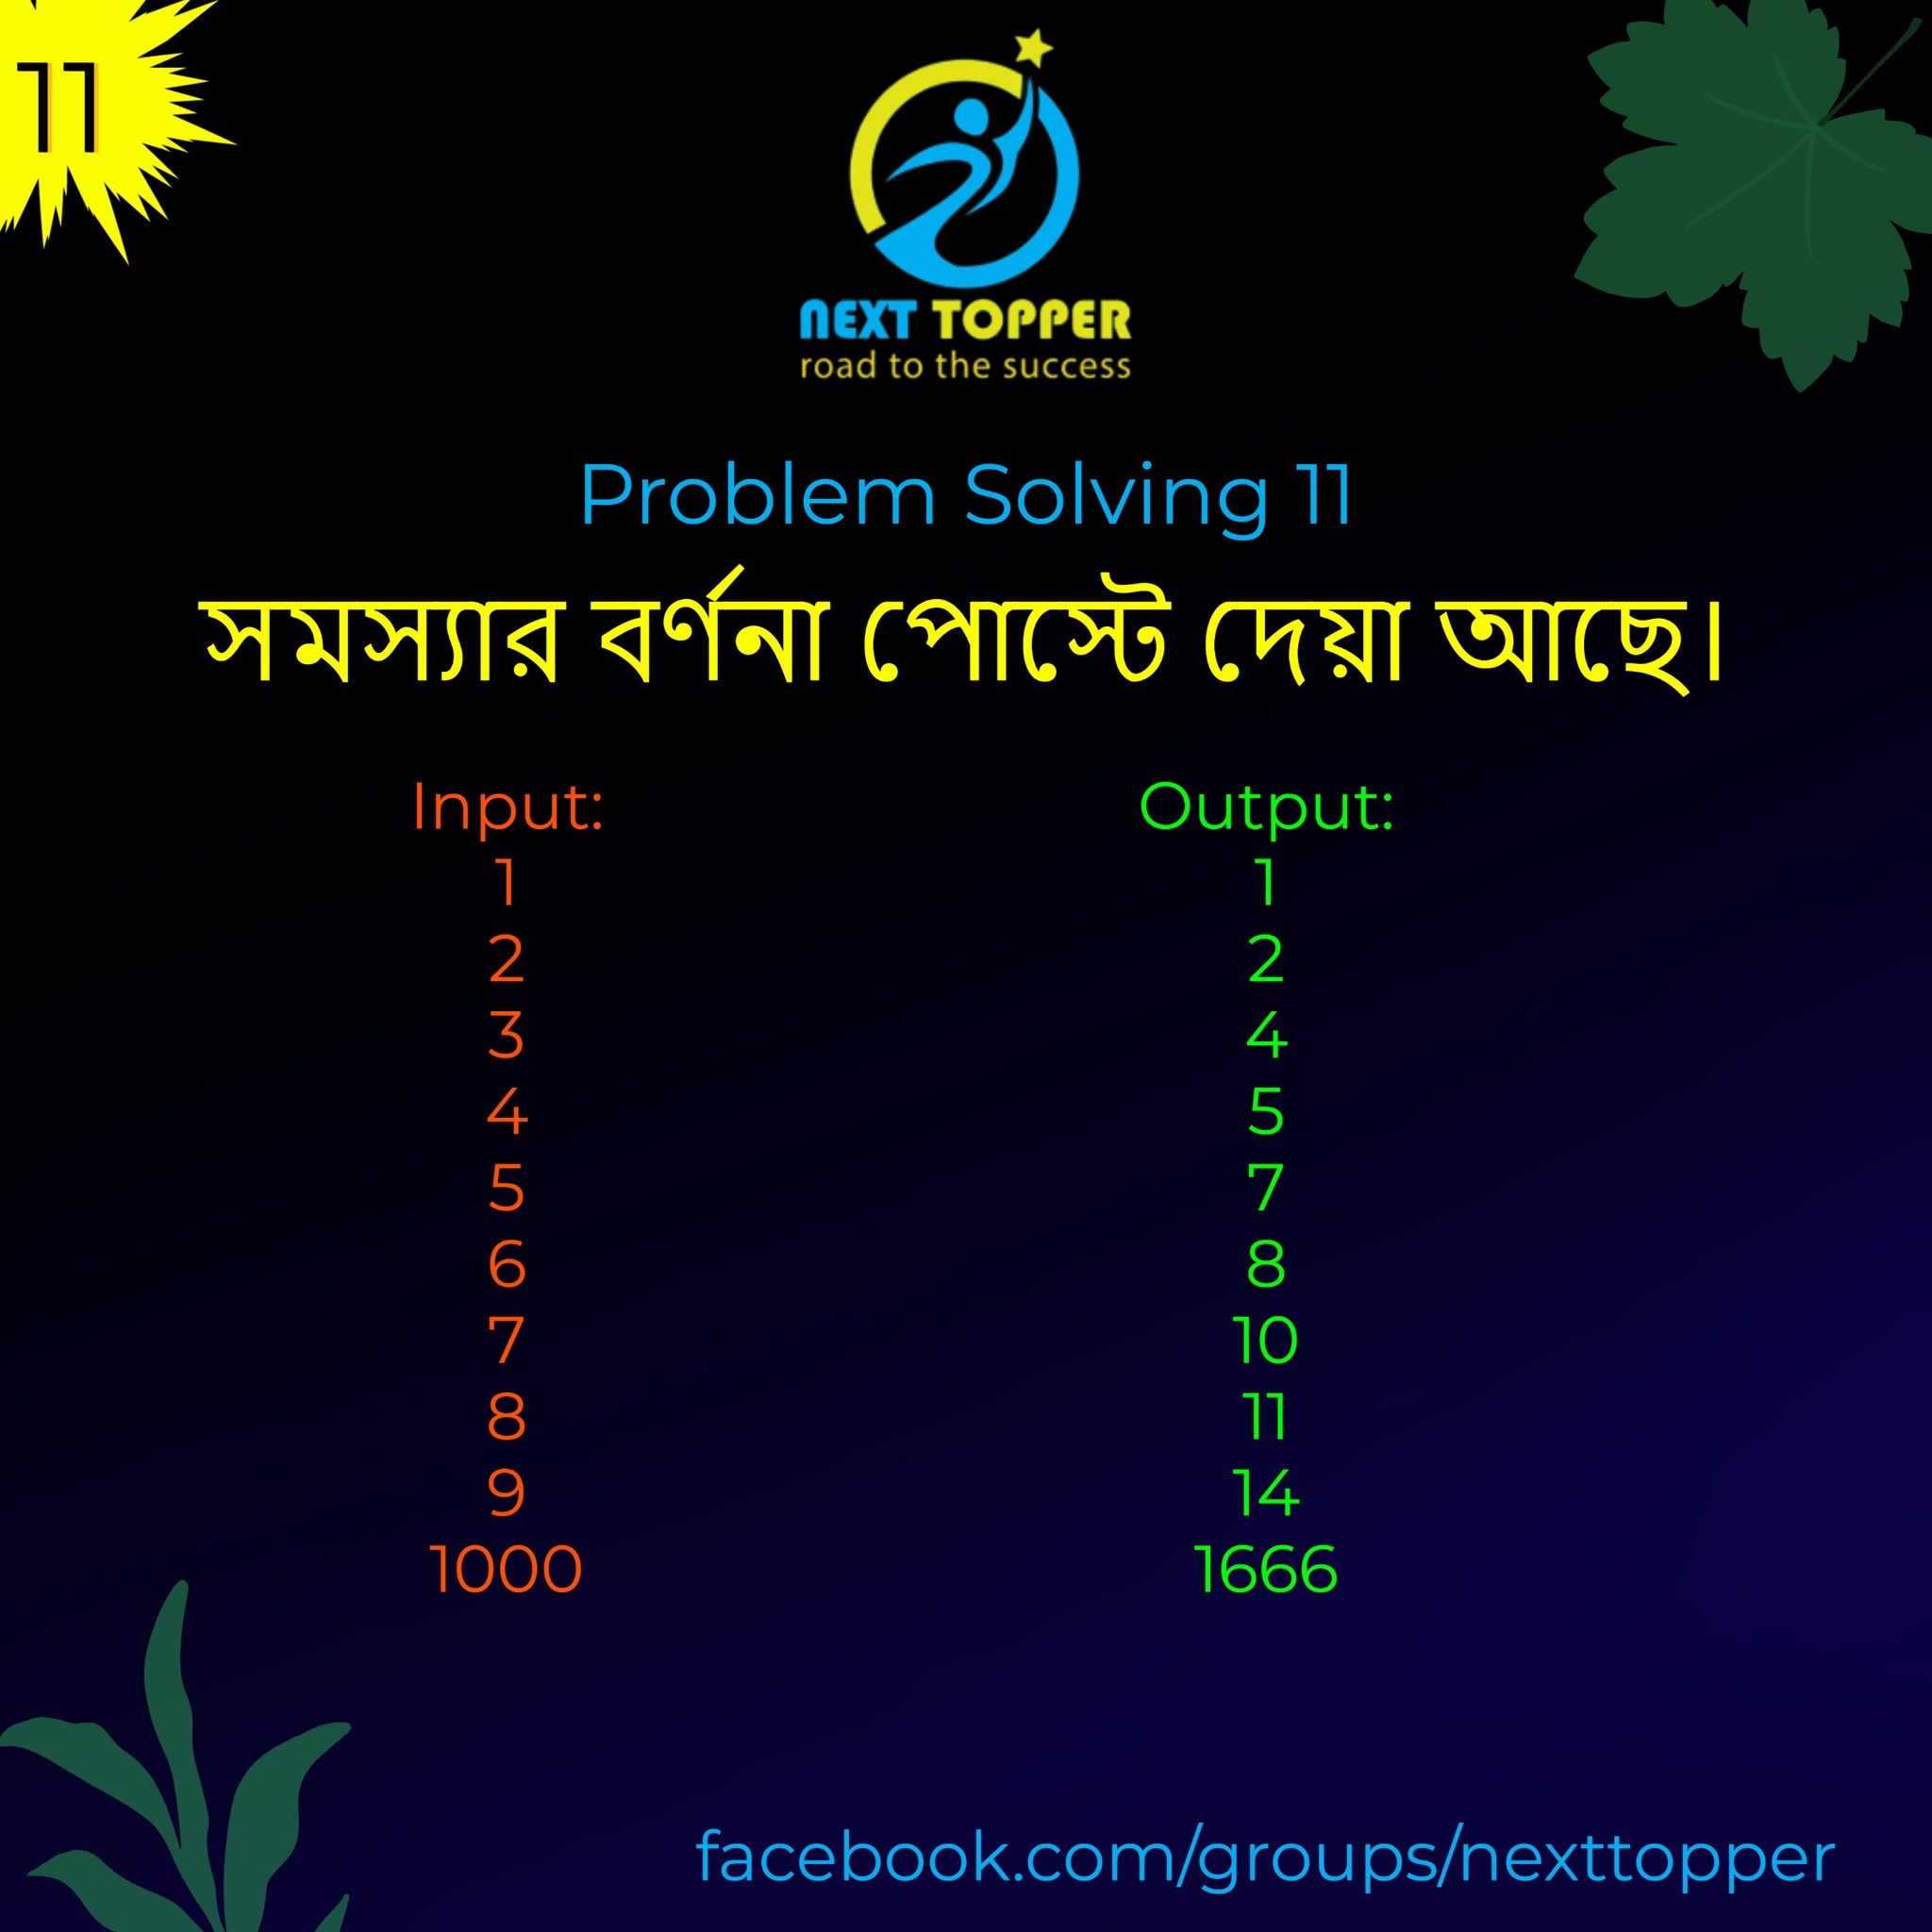 11
NEXT TOPPER
road to the success
Problem Solving 11
সমস্যার বর্ণনা পোস্টে দেয়া আছে।
Input: Output:
1 1
2 2
3 4
4 5
5 7
6 8
7 10
8 11
9 14
1000 1666
facebook.com/groups/nexttopper